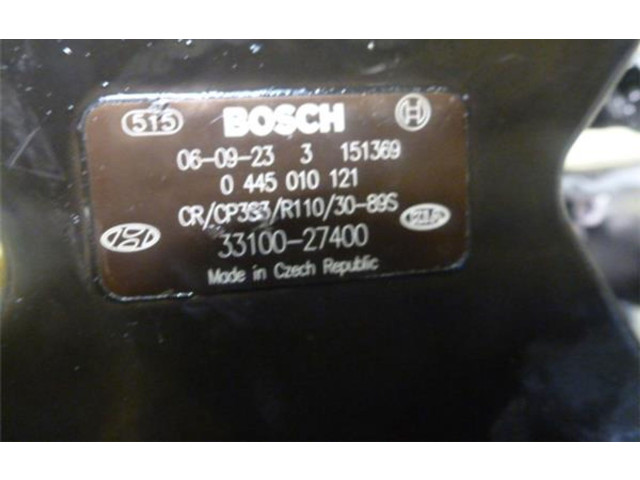 515 BOSCH
06-09-23 3 151369
0 445 010 121
CR/CP3S3/R110/30-89S
33100-27400
Made in Czech Republic